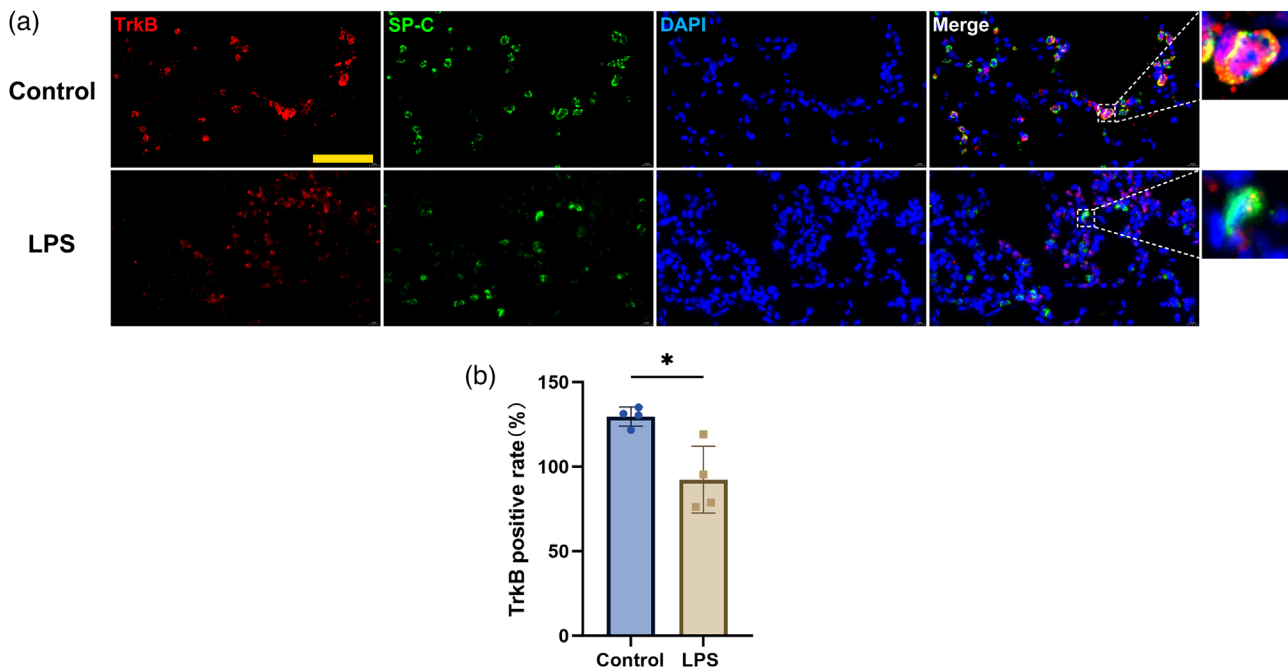 (a)
TrkB
SP-C
DAPI
Merge
Control
LPS
(b)
*
150
100
50
0
TrkB positive rate(%)
Control
LPS